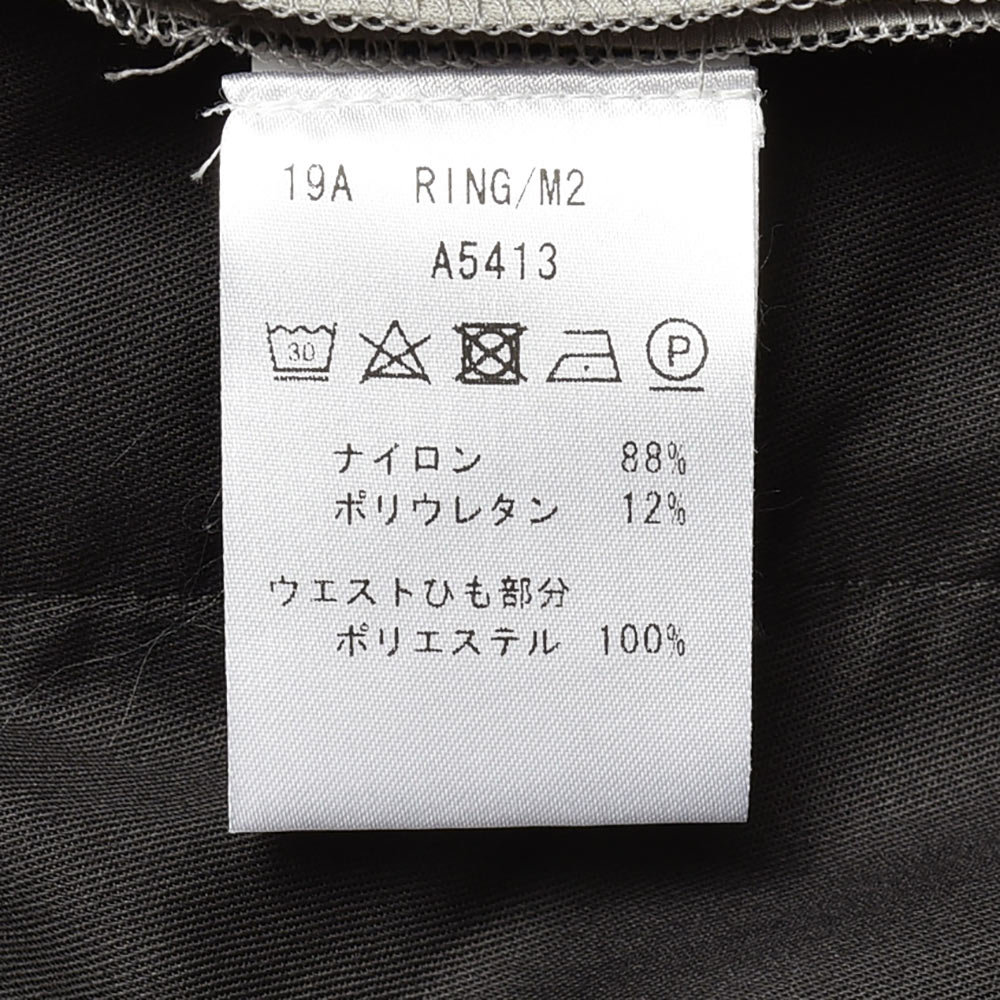 19A RING/M2
A5413
30 P
ナイロン 88%
ポリウレタン 12%
ウエストひも部分
ポリエステル 100%